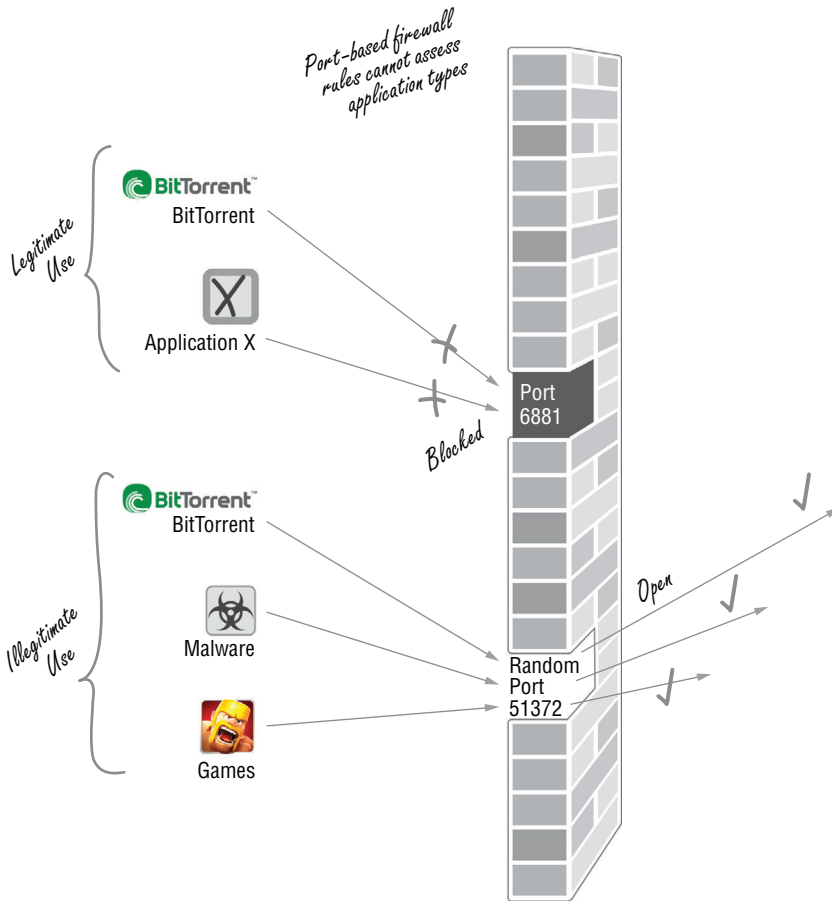 Port-based firewall
rules cannot assess
application types
Legitimate
Use
BitTorrent™
BitTorrent
X
Application X
Port
6881
Blocked
Illegitimate
Use
BitTorrent™
BitTorrent
Malware
Games
Random
Port
51372
Open